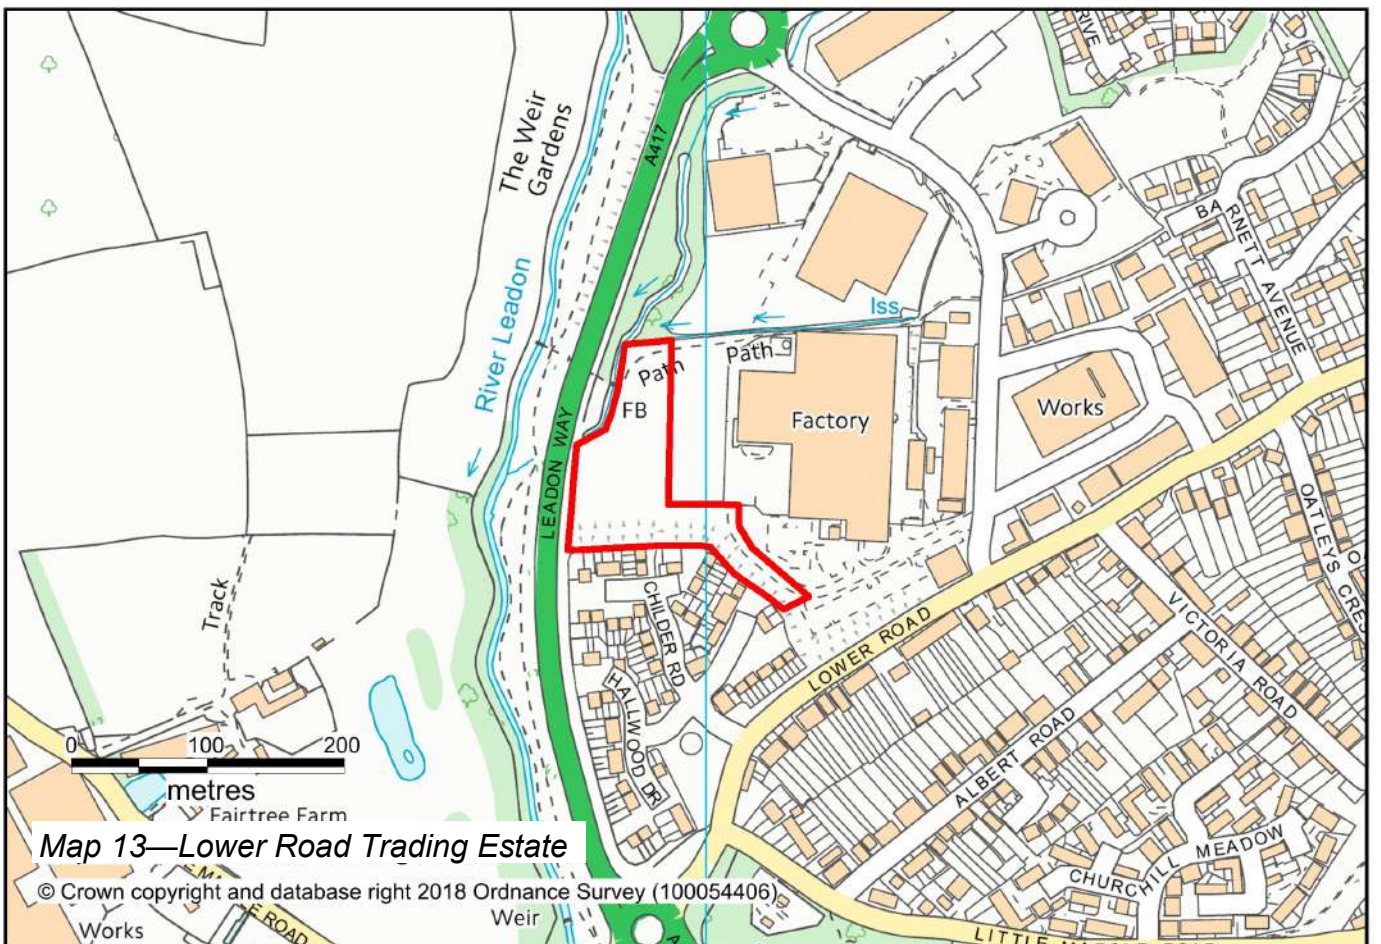 RIVE
The Weir
Gardens
A417
BARNETT AVENUE
River Leadon
Iss
Path
Path
FB
Factory
Works
LEADON WAY
OATLEYS CRES
Track
CHILDER RD
HALLWOOD DR
LOWER ROAD
VICTORIA ROAD
ALBERT ROAD
0 100 200
metres
Fairtree Farm
Map 13—Lower Road Trading Estate
CHURCHILL MEADOW
© Crown copyright and database right 2018 Ordnance Survey (100054406)
E ROAD
Weir
Works